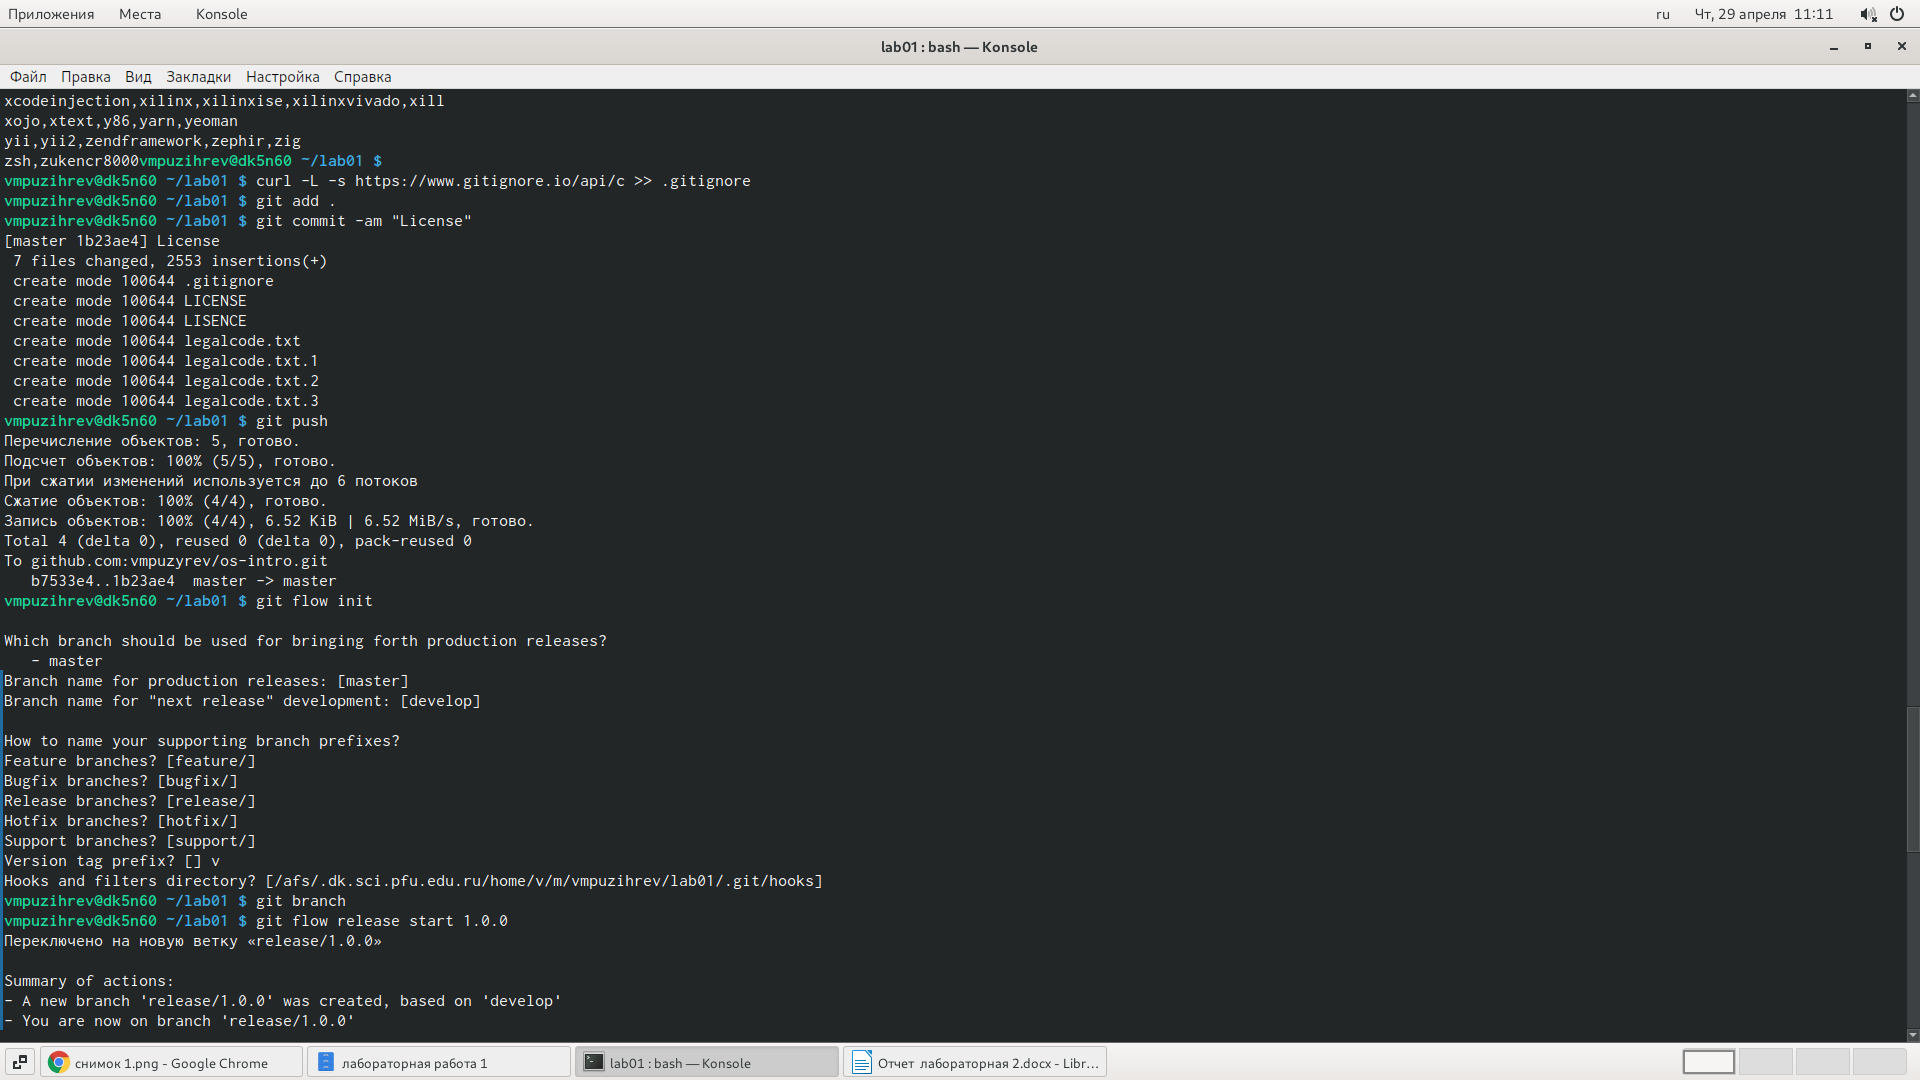 Приложения Места Konsole ru Чт, 29 апреля 11:11
lab01 : bash — Konsole
Файл Правка Вид Закладки Настройка Справка
xcodeinjection,xilinx,xilinxise,xilinxvivado,xill
xojo,xtext,y86,yarn,yeoman
yii,yii2,zendframework,zephir,zig
zsh,zukencr8000vmpuzihrev@dk5n60 ~/lab01 $
vmpuzihrev@dk5n60 ~/lab01 $ curl -L -s https://www.gitignore.io/api/c >> .gitignore
vmpuzihrev@dk5n60 ~/lab01 $ git add .
vmpuzihrev@dk5n60 ~/lab01 $ git commit -am "License"
[master 1b23ae4] License
 7 files changed, 2553 insertions(+)
 create mode 100644 .gitignore
 create mode 100644 LICENSE
 create mode 100644 LISENCE
 create mode 100644 legalcode.txt
 create mode 100644 legalcode.txt.1
 create mode 100644 legalcode.txt.2
 create mode 100644 legalcode.txt.3
vmpuzihrev@dk5n60 ~/lab01 $ git push
Перечисление объектов: 5, готово.
Подсчет объектов: 100% (5/5), готово.
При сжатии изменений используется до 6 потоков
Сжатие объектов: 100% (4/4), готово.
Запись объектов: 100% (4/4), 6.52 KiB | 6.52 MiB/s, готово.
Total 4 (delta 0), reused 0 (delta 0), pack-reused 0
To github.com:vmpuzyrev/os-intro.git
   b7533e4..1b23ae4  master -> master
vmpuzihrev@dk5n60 ~/lab01 $ git flow init
Which branch should be used for bringing forth production releases?
   - master
Branch name for production releases: [master]
Branch name for "next release" development: [develop]
How to name your supporting branch prefixes?
Feature branches? [feature/]
Bugfix branches? [bugfix/]
Release branches? [release/]
Hotfix branches? [hotfix/]
Support branches? [support/]
Version tag prefix? [] v
Hooks and filters directory? [/afs/.dk.sci.pfu.edu.ru/home/v/m/vmpuzihrev/lab01/.git/hooks]
vmpuzihrev@dk5n60 ~/lab01 $ git branch
vmpuzihrev@dk5n60 ~/lab01 $ git flow release start 1.0.0
Переключено на новую ветку «release/1.0.0»
Summary of actions:
- A new branch 'release/1.0.0' was created, based on 'develop'
- You are now on branch 'release/1.0.0'
снимок 1.png - Google Chrome лабораторная работа 1 lab01 : bash — Konsole Отчет лабораторная 2.docx - Libr...